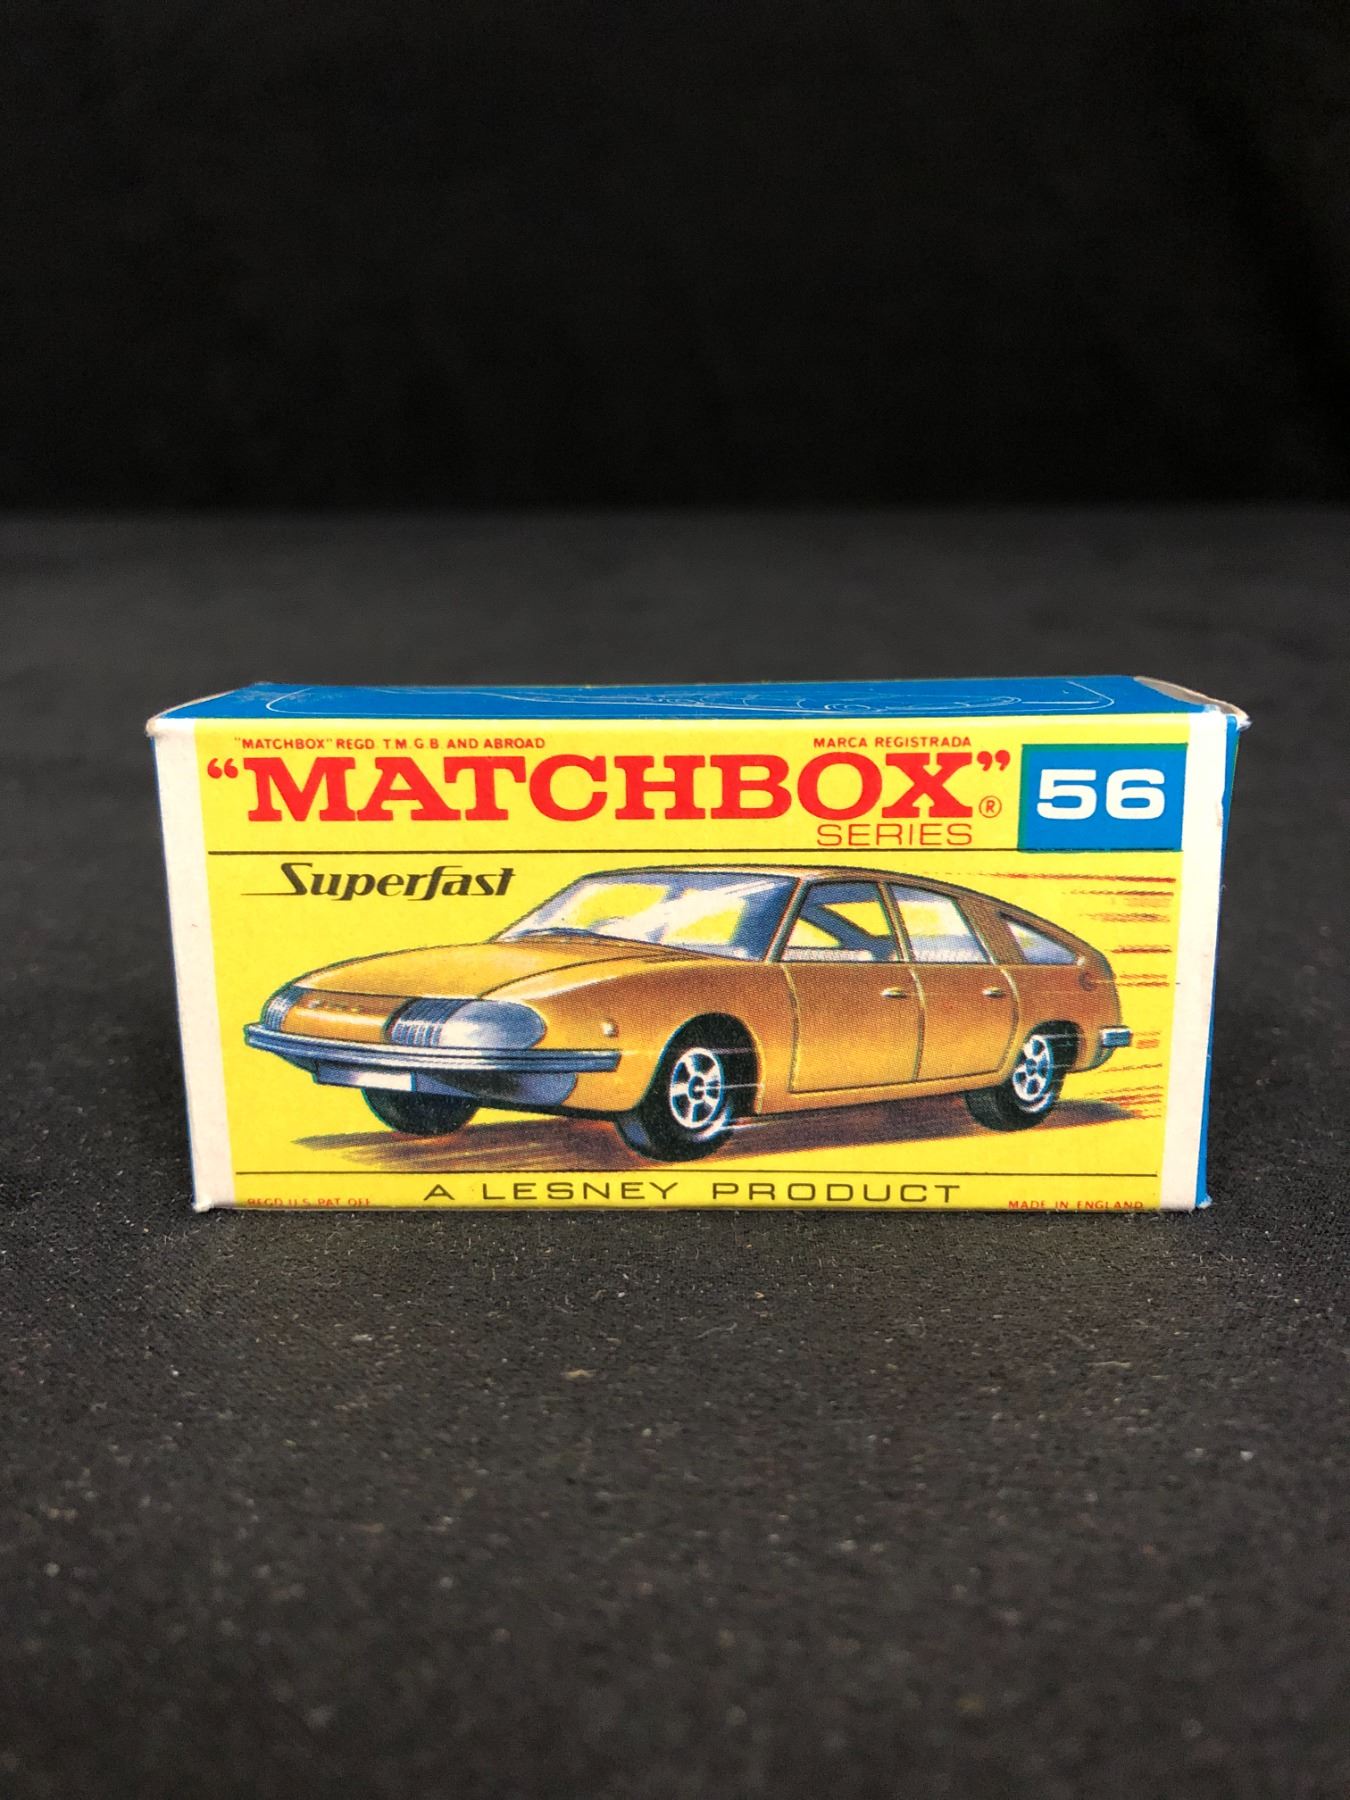 "MATCHBOX" REGD. T.M. G.B. AND ABROAD MARCA REGISTRADA
"MATCHBOX"®
SERIES
56
Superfast
A LESNEY PRODUCT
REGD U.S. PAT. OFF. MADE IN ENGLAND